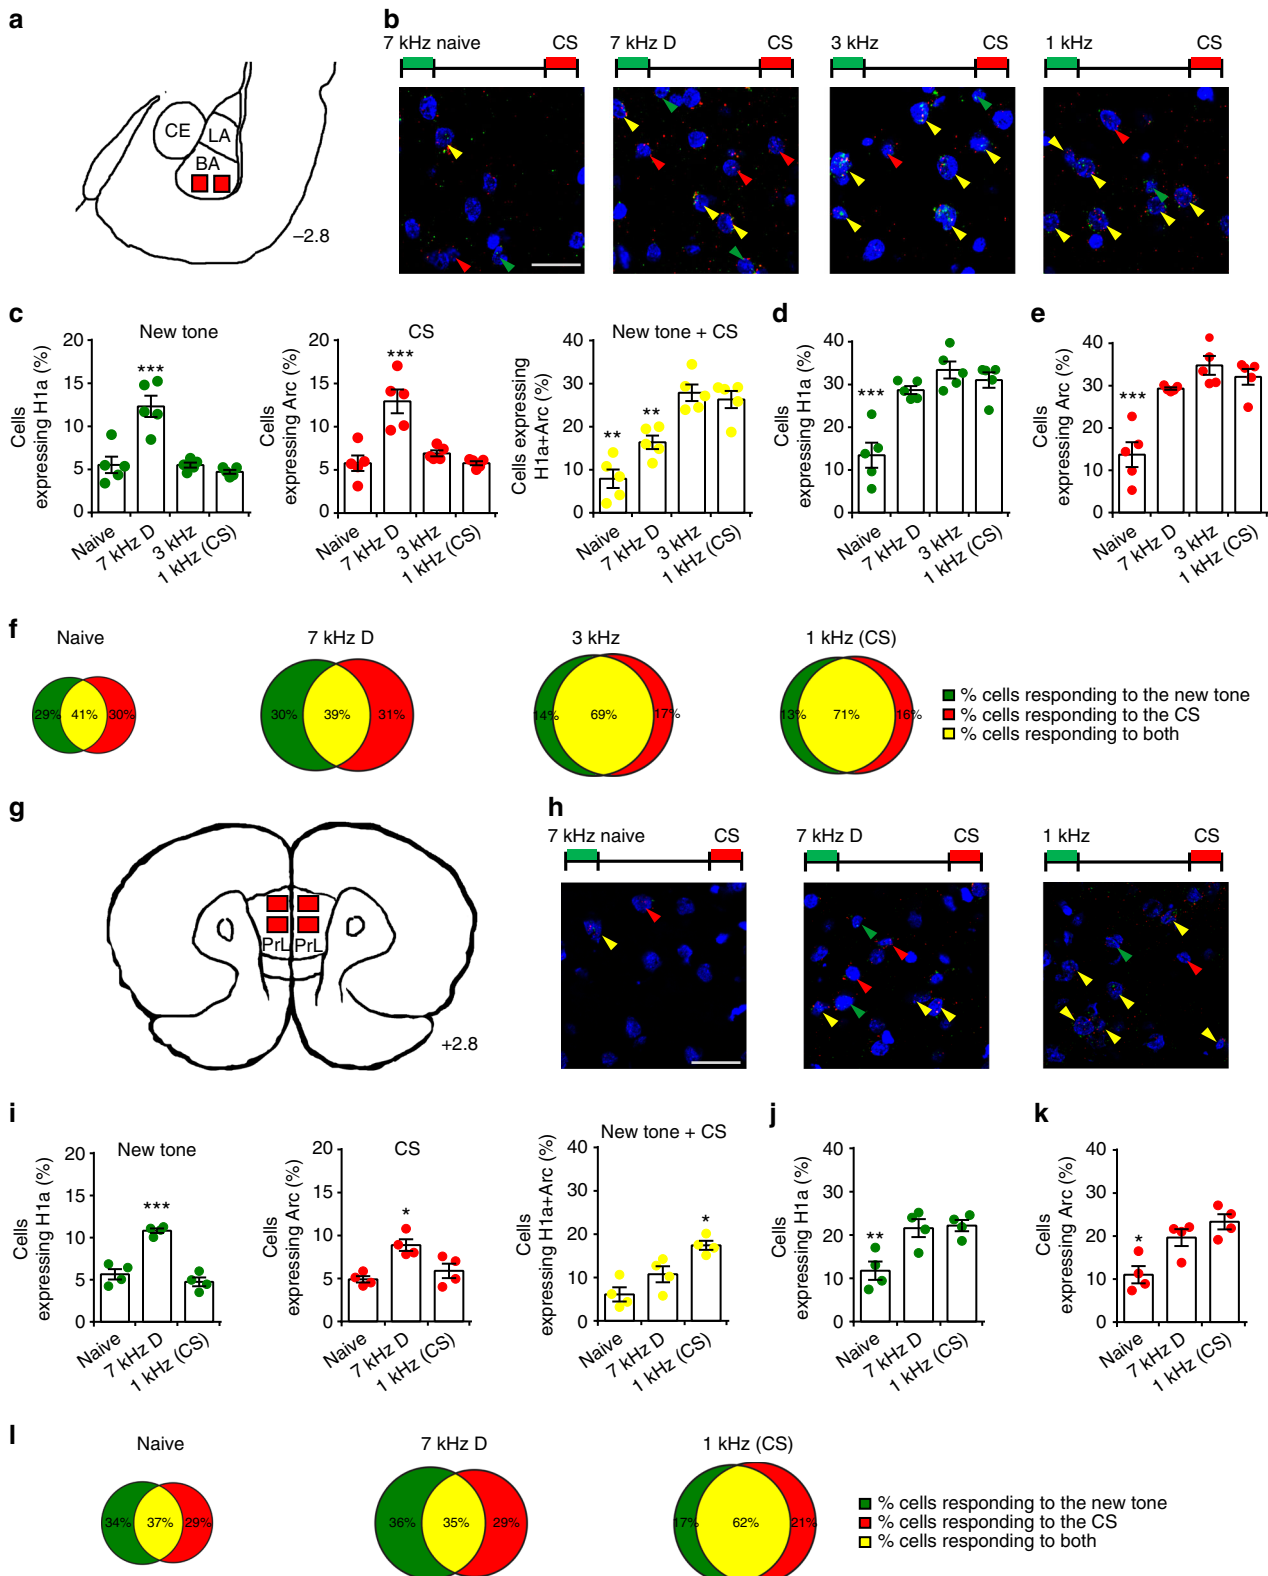 a
CE
LA
BA
–2.8
b
7 kHz naive CS
7 kHz D CS
3 kHz CS
1 kHz CS
c
New tone
Cells
expressing H1a (%)
20
15
10
5
0
Naive
7 kHz D
3 kHz
1 kHz (CS)
***
CS
Cells
expressing Arc (%)
20
15
10
5
0
Naive
7 kHz D
3 kHz
1 kHz (CS)
***
New tone + CS
Cells expressing
H1a+Arc (%)
40
30
20
10
0
Naive
7 kHz D
3 kHz
1 kHz (CS)
**
**
d
Cells
expressing H1a (%)
40
30
20
10
0
Naive
7 kHz D
3 kHz
1 kHz (CS)
***
e
Cells
expressing Arc (%)
40
30
20
10
0
Naive
7 kHz D
3 kHz
1 kHz (CS)
***
f
Naive
29% 41% 30%
7 kHz D
30% 39% 31%
3 kHz
14% 69% 17%
1 kHz (CS)
13% 71% 16%
% cells responding to the new tone
% cells responding to the CS
% cells responding to both
g
PrL PrL
+2.8
h
7 kHz naive CS
7 kHz D CS
1 kHz CS
i
New tone
Cells
expressing H1a (%)
20
15
10
5
0
Naive
7 kHz D
1 kHz (CS)
***
CS
Cells
expressing Arc (%)
20
15
10
5
0
Naive
7 kHz D
1 kHz (CS)
*
New tone + CS
Cells
expressing H1a+Arc (%)
40
30
20
10
0
Naive
7 kHz D
1 kHz (CS)
*
j
Cells
expressing H1a (%)
40
30
20
10
0
Naive
7 kHz D
1 kHz (CS)
**
k
Cells
expressing Arc (%)
40
30
20
10
0
Naive
7 kHz D
1 kHz (CS)
*
l
Naive
34% 37% 29%
7 kHz D
36% 35% 29%
1 kHz (CS)
17% 62% 21%
% cells responding to the new tone
% cells responding to the CS
% cells responding to both